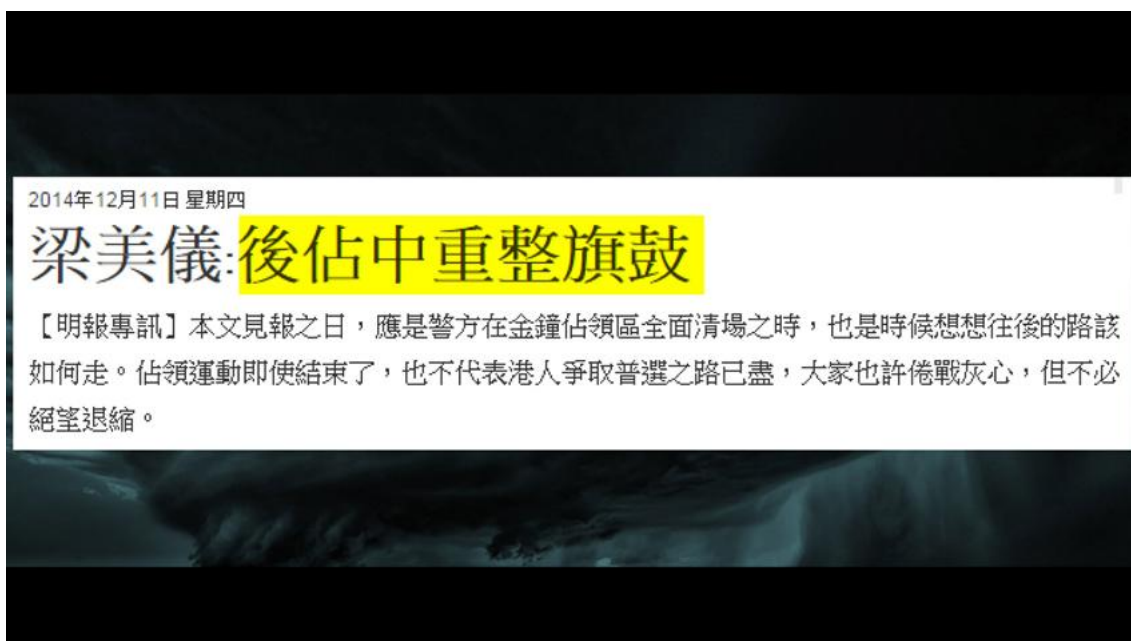 2014年12月11日 星期四
梁美儀:後佔中重整旗鼓
【明報專訊】本文見報之日，應是警方在金鐘佔領區全面清場之時，也是時候想想往後的路該
如何走。佔領運動即使結束了，也不代表港人爭取普選之路已盡，大家也許倦戰灰心，但不必
絕望退縮。